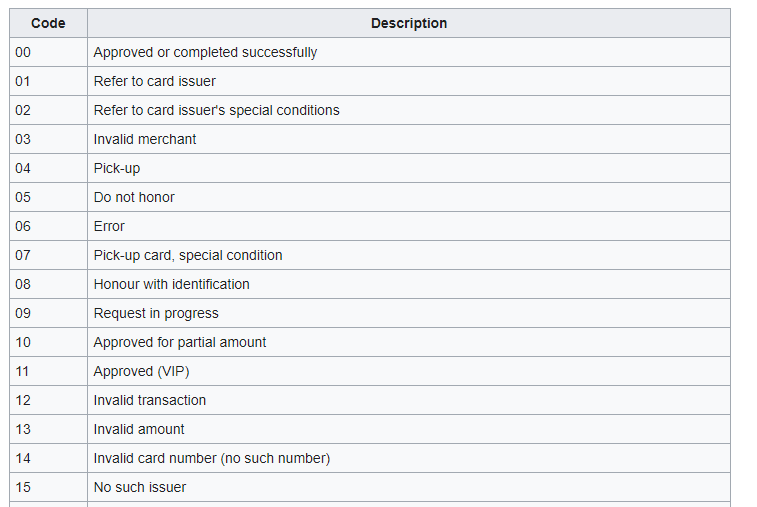 Code Description
00 Approved or completed successfully
01 Refer to card issuer
02 Refer to card issuer's special conditions
03 Invalid merchant
04 Pick-up
05 Do not honor
06 Error
07 Pick-up card, special condition
08 Honour with identification
09 Request in progress
10 Approved for partial amount
11 Approved (VIP)
12 Invalid transaction
13 Invalid amount
14 Invalid card number (no such number)
15 No such issuer